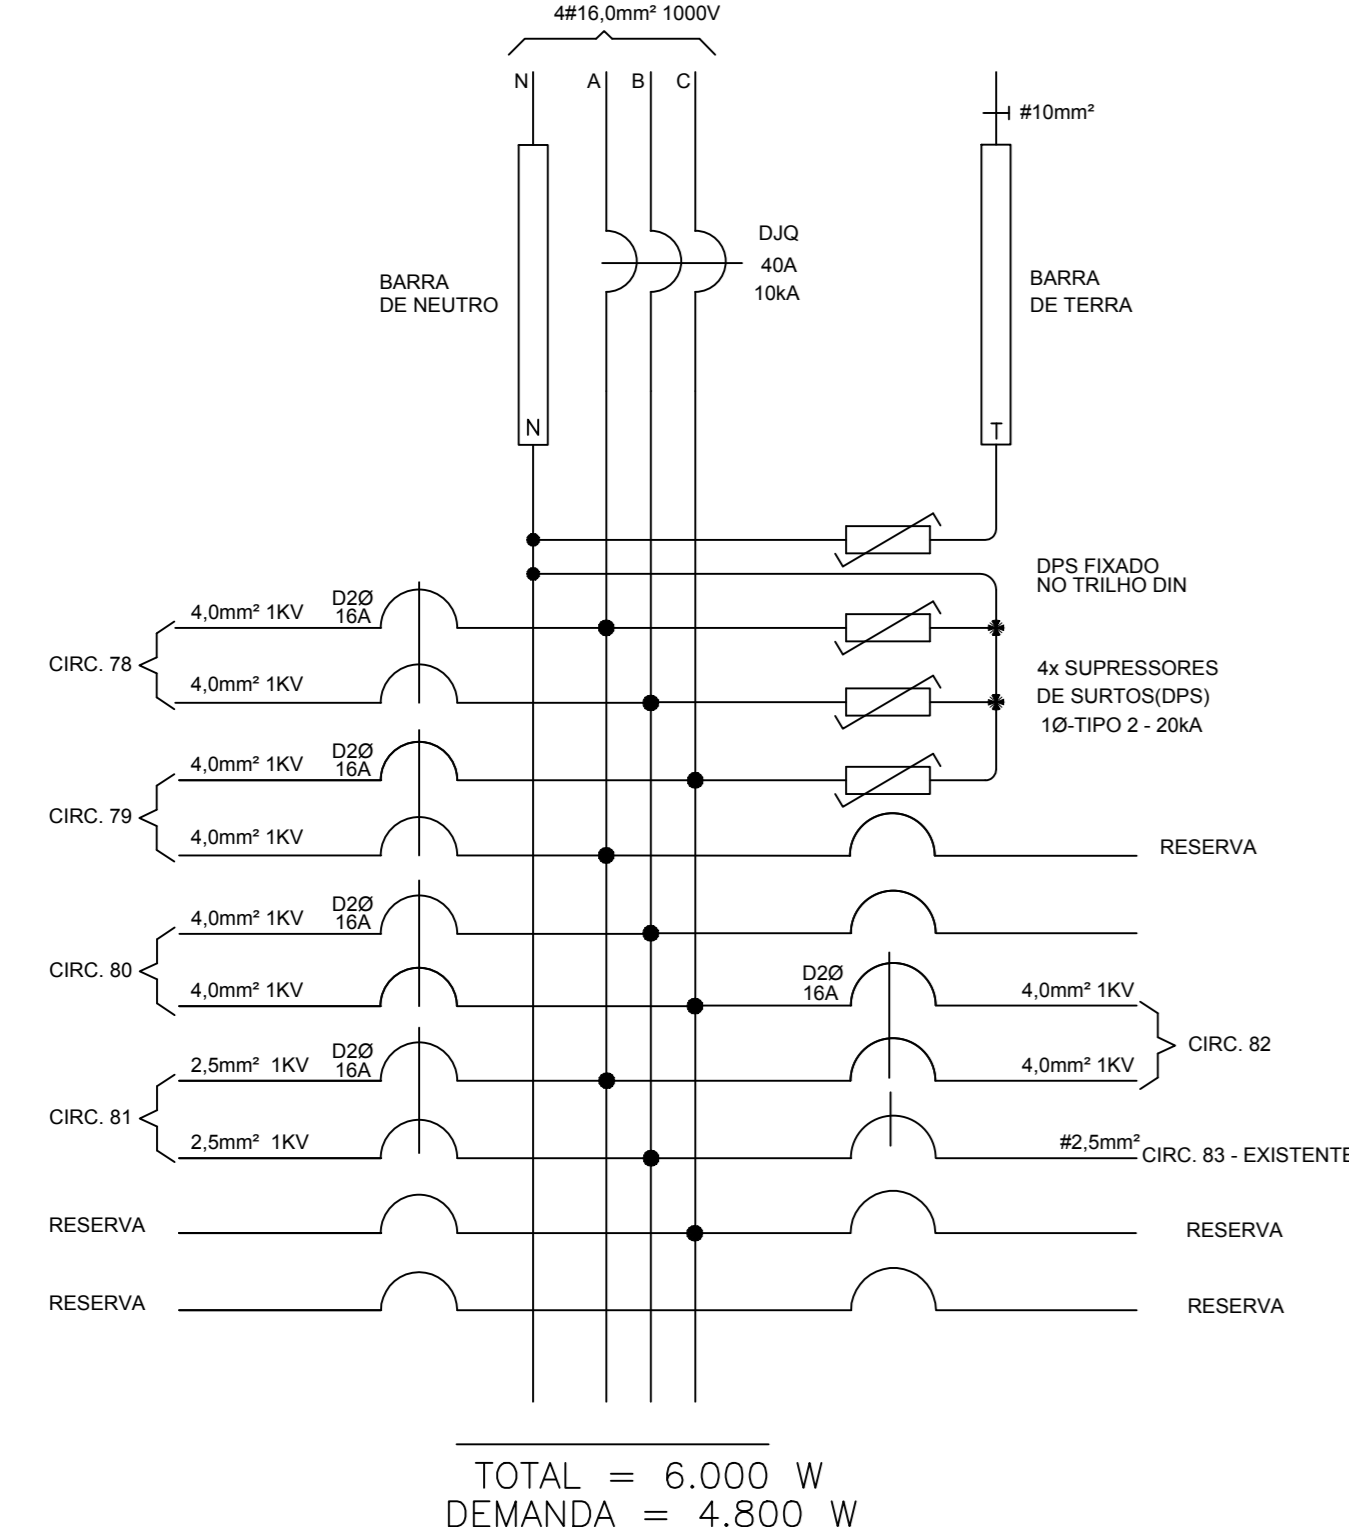 4#16,0mm² 1000V
N A B C
#10mm²
DJQ
40A
10kA
BARRA
DE NEUTRO
BARRA
DE TERRA
N
T
DPS FIXADO
NO TRILHO DIN
4x SUPRESSORES
DE SURTOS(DPS)
1Ø-TIPO 2 - 20kA
CIRC. 78
4,0mm² 1KV
D2Ø
16A
4,0mm² 1KV
CIRC. 79
4,0mm² 1KV
D2Ø
16A
4,0mm² 1KV
RESERVA
CIRC. 80
4,0mm² 1KV
D2Ø
16A
4,0mm² 1KV
D2Ø
16A
4,0mm² 1KV
4,0mm² 1KV
CIRC. 82
CIRC. 81
2,5mm² 1KV
D2Ø
16A
2,5mm² 1KV
#2,5mm²
CIRC. 83 - EXISTENTE
RESERVA
RESERVA
RESERVA
RESERVA
TOTAL = 6.000 W
DEMANDA = 4.800 W